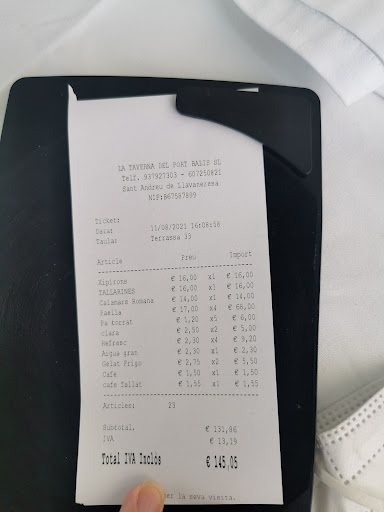 LA TAVERNA DEL PORT BALIS SL
Telf. 937927303 - 607250821
Sant Andreu de Llavaneres
NIF:B67587899
Ticket:
Data: 15/08/2021 16:08:58
Taula: Terrassa 33
Article Preu Import
Xipirons € 16,00 x1 € 16,00
TALLARINES € 16,00 x1 € 16,00
Calamars Romana € 14,00 x1 € 14,00
Paella € 17,00 x4 € 68,00
Pa torrat € 1,20 x5 € 6,00
Clara € 2,50 x2 € 5,00
Refresc € 2,30 x4 € 9,20
Aigua gran € 2,30 x1 € 2,30
Gelat Frigo € 2,75 x2 € 5,50
Cafe € 1,50 x1 € 1,50
Cafe Tallat € 1,55 x1 € 1,55
Articles: 23
Subtotal. € 131,86
IVA € 13,19
Total IVA Inclos € 145,05
per la seva visita.